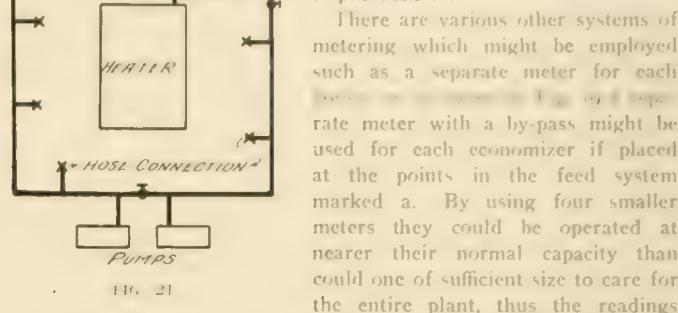 There are various other systems of
metering which might be employed
such as a separate meter for each
rate meter with a by-pass might be
used for each economizer if placed
at the points in the feed system
marked a. By using four smaller
meters they could be operated at
nearer their normal capacity than
could one of sufficient size to care for
the entire plant, thus the readings
HEATER
HOSE CONNECTION
PUMPS
FIG. 21